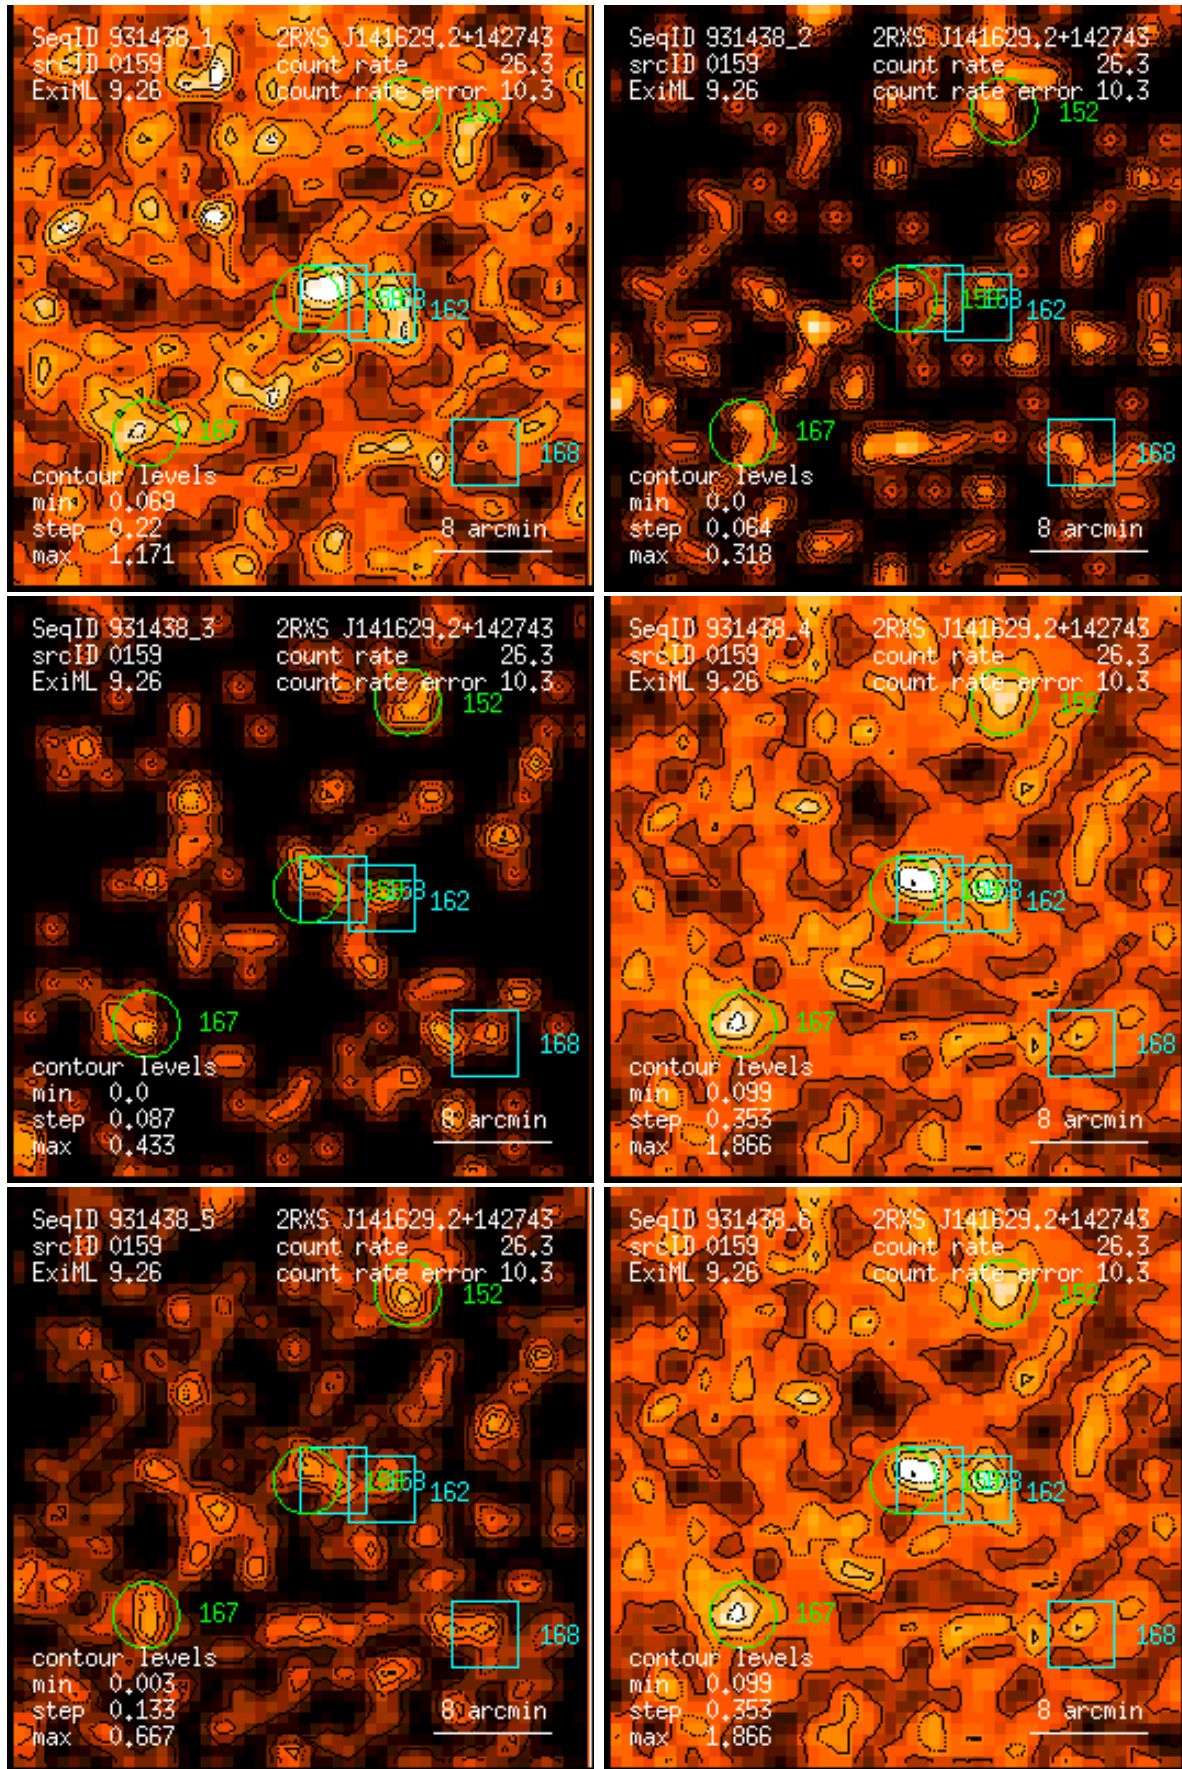 SeqID 931438_1 2RXS J141629.2+142743
srcID 0159 count rate 26.3
ExiML 9.26 count rate error 10.3
152
162
167
168
contour levels
min 0.069
step 0.22 8 arcmin
max 1.171
SeqID 931438_2 2RXS J141629.2+142743
srcID 0159 count rate 26.3
ExiML 9.26 count rate error 10.3
152
162
167
168
contour levels
min 0.0
step 0.064 8 arcmin
max 0.318
SeqID 931438_3 2RXS J141629.2+142743
srcID 0159 count rate 26.3
ExiML 9.26 count rate error 10.3
152
162
167
168
contour levels
min 0.0
step 0.087 8 arcmin
max 0.433
SeqID 931438_4 2RXS J141629.2+142743
srcID 0159 count rate 26.3
ExiML 9.26 count rate error 10.3
152
162
167
168
contour levels
min 0.099
step 0.353 8 arcmin
max 1.866
SeqID 931438_5 2RXS J141629.2+142743
srcID 0159 count rate 26.3
ExiML 9.26 count rate error 10.3
152
162
167
168
contour levels
min 0.003
step 0.133 8 arcmin
max 0.667
SeqID 931438_6 2RXS J141629.2+142743
srcID 0159 count rate 26.3
ExiML 9.26 count rate error 10.3
152
162
167
168
contour levels
min 0.099
step 0.353 8 arcmin
max 1.866